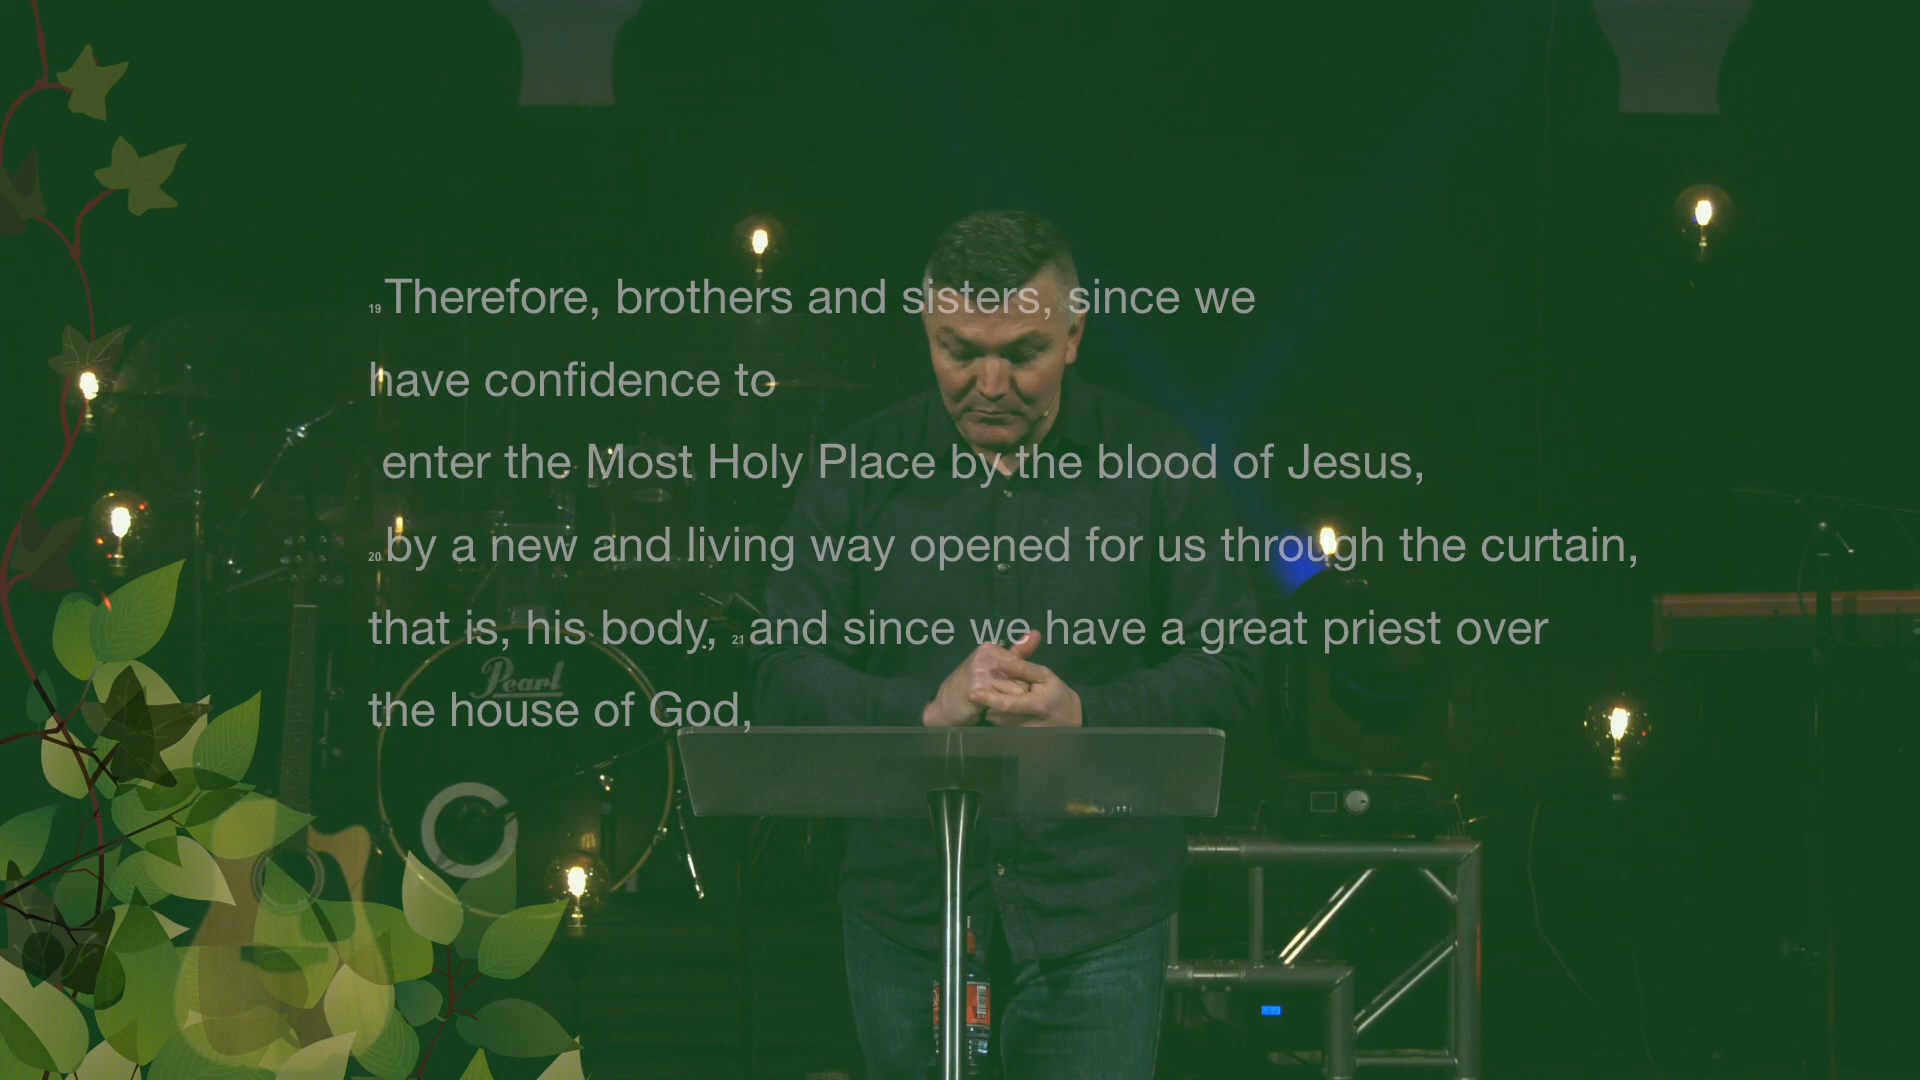 19 Therefore, brothers and sisters, since we
have confidence to
enter the Most Holy Place by the blood of Jesus,
20 by a new and living way opened for us through the curtain,
that is, his body, 21 and since we have a great priest over
the house of God,
Pearl